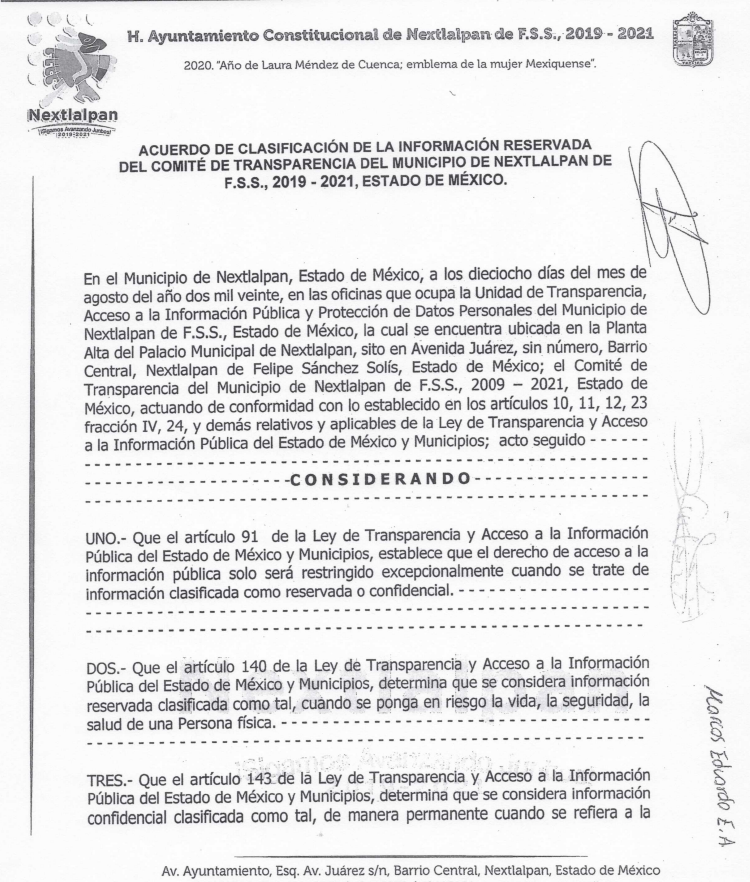 H. Ayuntamiento Constitucional de Nextlalpan de F.S.S., 2019 - 2021
2020. "Año de Laura Méndez de Cuenca; emblema de la mujer Mexiquense".
Nextlalpan
¡Sigamos Avanzando Juntos!
2019-2021
ACUERDO DE CLASIFICACIÓN DE LA INFORMACIÓN RESERVADA
DEL COMITÉ DE TRANSPARENCIA DEL MUNICIPIO DE NEXTLALPAN DE
F.S.S., 2019 - 2021, ESTADO DE MÉXICO.
En el Municipio de Nextlalpan, Estado de México, a los dieciocho días del mes de
agosto del año dos mil veinte, en las oficinas que ocupa la Unidad de Transparencia,
Acceso a la Información Pública y Protección de Datos Personales del Municipio de
Nextlalpan de F.S.S., Estado de México, la cual se encuentra ubicada en la Planta
Alta del Palacio Municipal de Nextlalpan, sito en Avenida Juárez, sin número, Barrio
Central, Nextlalpan de Felipe Sánchez Solís, Estado de México; el Comité de
Transparencia del Municipio de Nextlalpan de F.S.S., 2009 – 2021, Estado de
México, actuando de conformidad con lo establecido en los artículos 10, 11, 12, 23
fracción IV, 24, y demás relativos y aplicables de la Ley de Transparencia y Acceso
a la Información Pública del Estado de México y Municipios; acto seguido - - - - - -
- - - - - - - - - - - - - - - - - - - -C O N S I D E R A N D O- - - - - - - - - - - - - - - - - -
UNO.- Que el artículo 91 de la Ley de Transparencia y Acceso a la Información
Pública del Estado de México y Municipios, establece que el derecho de acceso a la
información pública solo será restringido excepcionalmente cuando se trate de
información clasificada como reservada o confidencial. - - - - - - - - - - - - - - - - - - - -
DOS.- Que el artículo 140 de la Ley de Transparencia y Acceso a la Información
Pública del Estado de México y Municipios, determina que se considera información
reservada clasificada como tal, cuando se ponga en riesgo la vida, la seguridad, la
salud de una Persona física. - - - - - - - - - - - - - - - - - - - - - - - - - - - - - - - - - - - - - -
TRES.- Que el artículo 143 de la Ley de Transparencia y Acceso a la Información
Pública del Estado de México y Municipios, determina que se considera información
confidencial clasificada como tal, de manera permanente cuando se refiera a la
Marcos Eduardo E. A
Av. Ayuntamiento, Esq. Av. Juárez s/n, Barrio Central, Nextlalpan, Estado de México